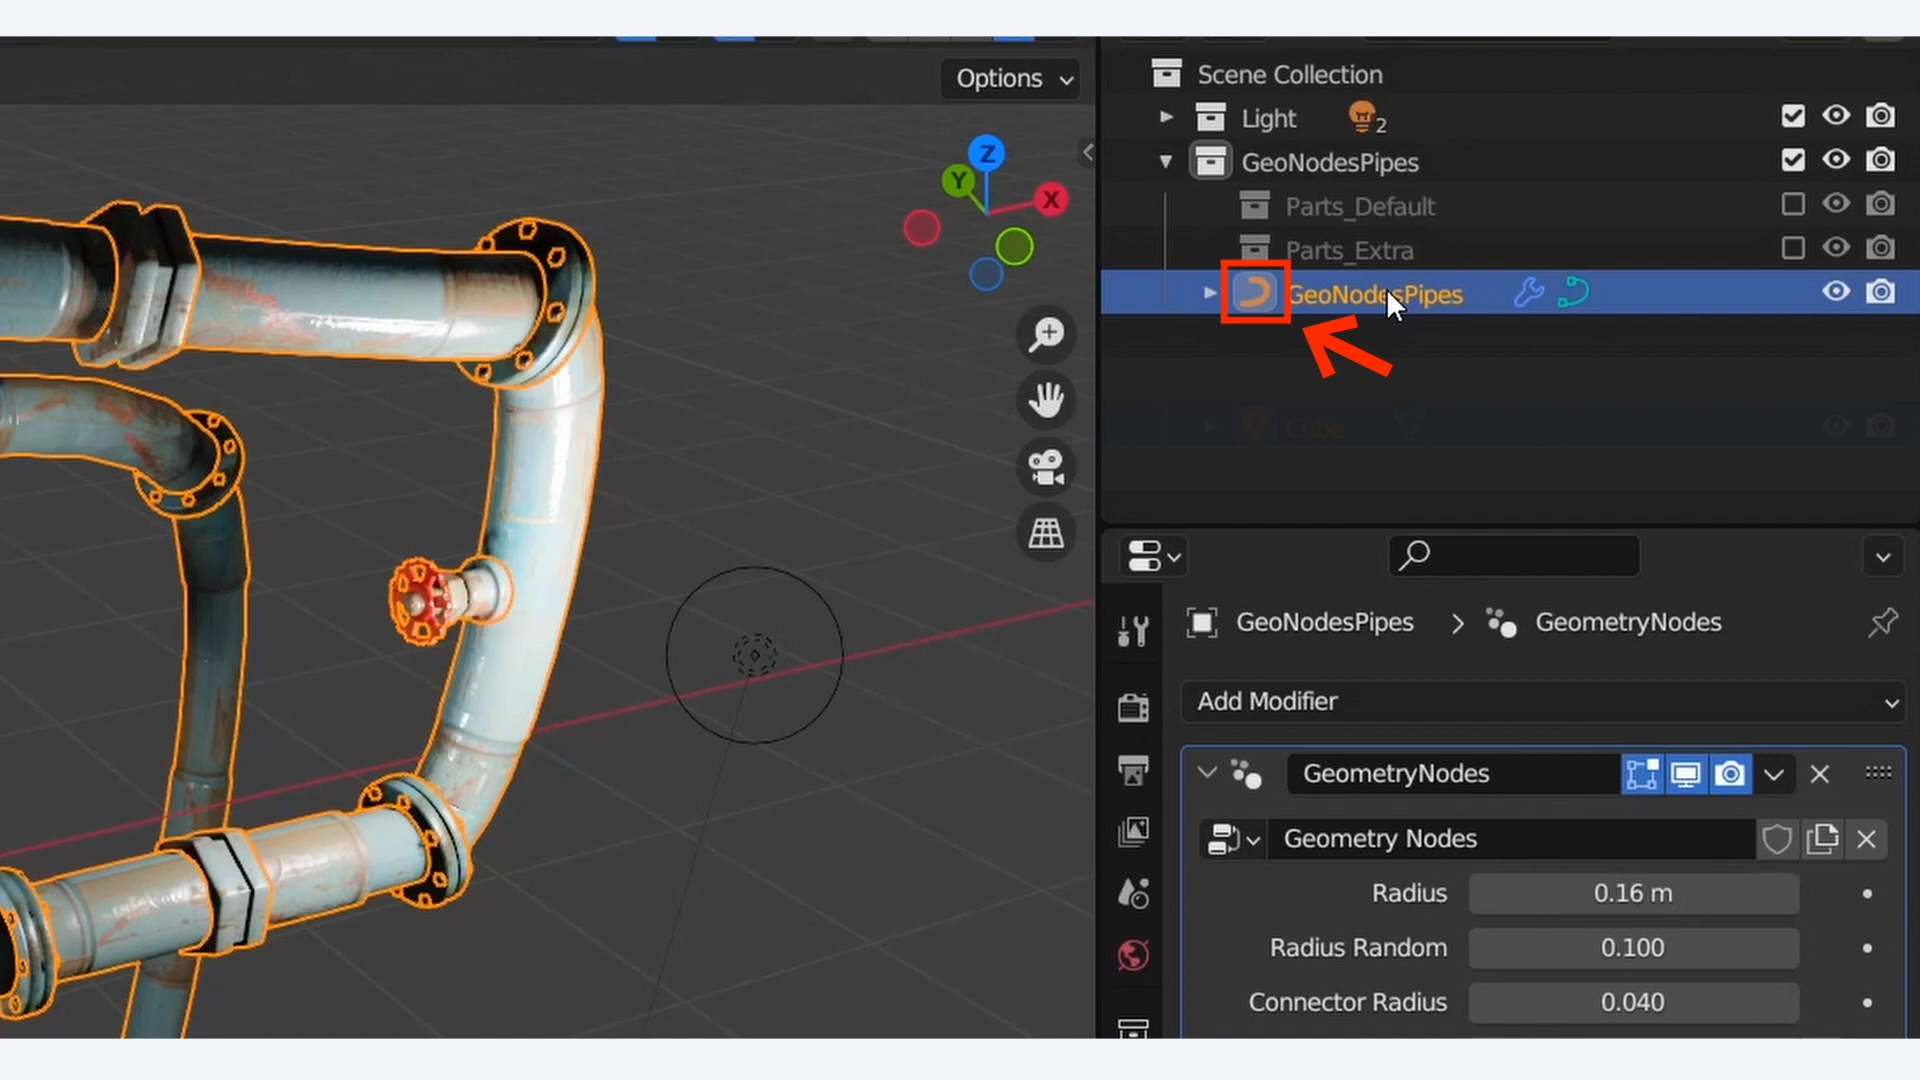 Options
Z
Y
X
Scene Collection
Light 2
GeoNodesPipes
Parts_Default
Parts_Extra
GeoNodesPipes
Cube
GeoNodesPipes > GeometryNodes
Add Modifier
GeometryNodes
Geometry Nodes
Radius 0.16 m
Radius Random 0.100
Connector Radius 0.040